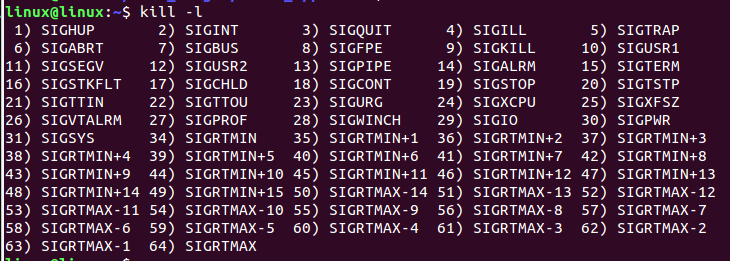 linux@linux:~$ kill -l
 1) SIGHUP       2) SIGINT       3) SIGQUIT      4) SIGILL       5) SIGTRAP
 6) SIGABRT      7) SIGBUS       8) SIGFPE       9) SIGKILL     10) SIGUSR1
11) SIGSEGV     12) SIGUSR2     13) SIGPIPE     14) SIGALRM     15) SIGTERM
16) SIGSTKFLT   17) SIGCHLD     18) SIGCONT     19) SIGSTOP     20) SIGTSTP
21) SIGTTIN     22) SIGTTOU     23) SIGURG      24) SIGXCPU     25) SIGXFSZ
26) SIGVTALRM   27) SIGPROF     28) SIGWINCH    29) SIGIO       30) SIGPWR
31) SIGSYS      34) SIGRTMIN    35) SIGRTMIN+1  36) SIGRTMIN+2  37) SIGRTMIN+3
38) SIGRTMIN+4  39) SIGRTMIN+5  40) SIGRTMIN+6  41) SIGRTMIN+7  42) SIGRTMIN+8
43) SIGRTMIN+9  44) SIGRTMIN+10 45) SIGRTMIN+11 46) SIGRTMIN+12 47) SIGRTMIN+13
48) SIGRTMIN+14 49) SIGRTMIN+15 50) SIGRTMAX-14 51) SIGRTMAX-13 52) SIGRTMAX-12
53) SIGRTMAX-11 54) SIGRTMAX-10 55) SIGRTMAX-9  56) SIGRTMAX-8  57) SIGRTMAX-7
58) SIGRTMAX-6  59) SIGRTMAX-5  60) SIGRTMAX-4  61) SIGRTMAX-3  62) SIGRTMAX-2
63) SIGRTMAX-1  64) SIGRTMAX
linux@linux:~$